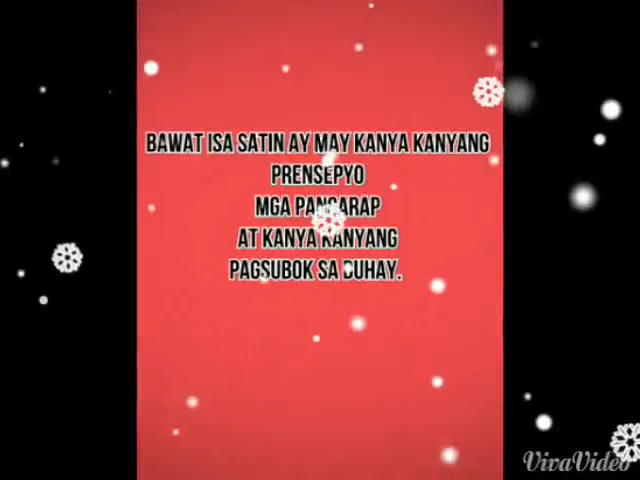 BAWAT ISA SATIN AY MAY KANYA KANYANG
PRENSEPYO
MGA PANGARAP
AT KANYA KANYANG
PAGSUBOK SA BUHAY.
VivaVideo